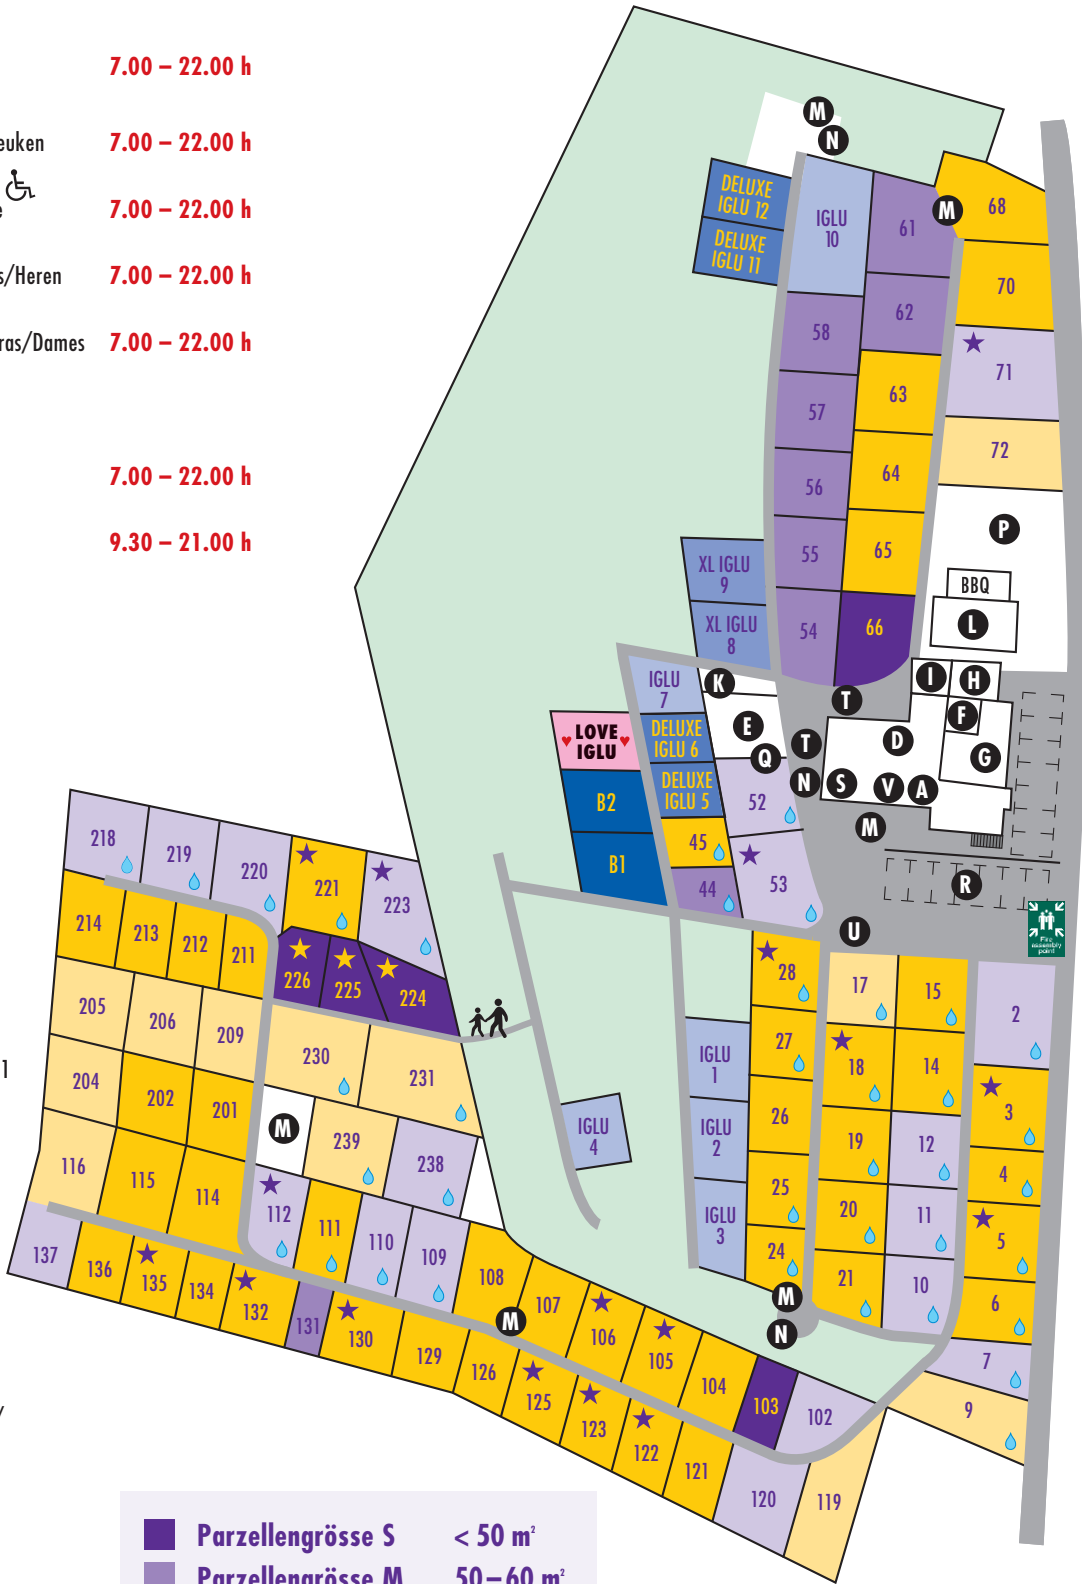 7.00 – 22.00 h
euken 7.00 – 22.00 h
e 7.00 – 22.00 h
s/Heren 7.00 – 22.00 h
ras/Dames 7.00 – 22.00 h
7.00 – 22.00 h
9.30 – 21.00 h
M
N
DELUXE
IGLU 12
DELUXE
IGLU 11
IGLU
10
61
M
68
62
70
58
71
57
63
72
56
64
55
65
54
66
P
BBQ
L
I
H
F
G
D
T
T
N
S
V
A
M
R
Fire
assembly
point
U
XL IGLU
9
XL IGLU
8
K
E
Q
IGLU
7
DELUXE
IGLU 6
DELUXE
IGLU 5
LOVE
IGLU
B2
B1
45
44
52
53
218
219
220
221
223
214
213
212
211
226
225
224
205
206
209
230
231
204
202
201
M
239
238
116
115
114
112
111
110
109
108
137
136
135
134
132
131
130
129
M
107
106
105
104
103
102
126
125
123
122
121
120
119
IGLU
4
IGLU
1
IGLU
2
IGLU
3
28
27
26
25
24
M
N
17
15
18
14
19
12
20
11
21
10
2
3
4
5
6
7
9
1
/
Parzellengrösse S < 50 m²
Parzellengrösse M 50–60 m²